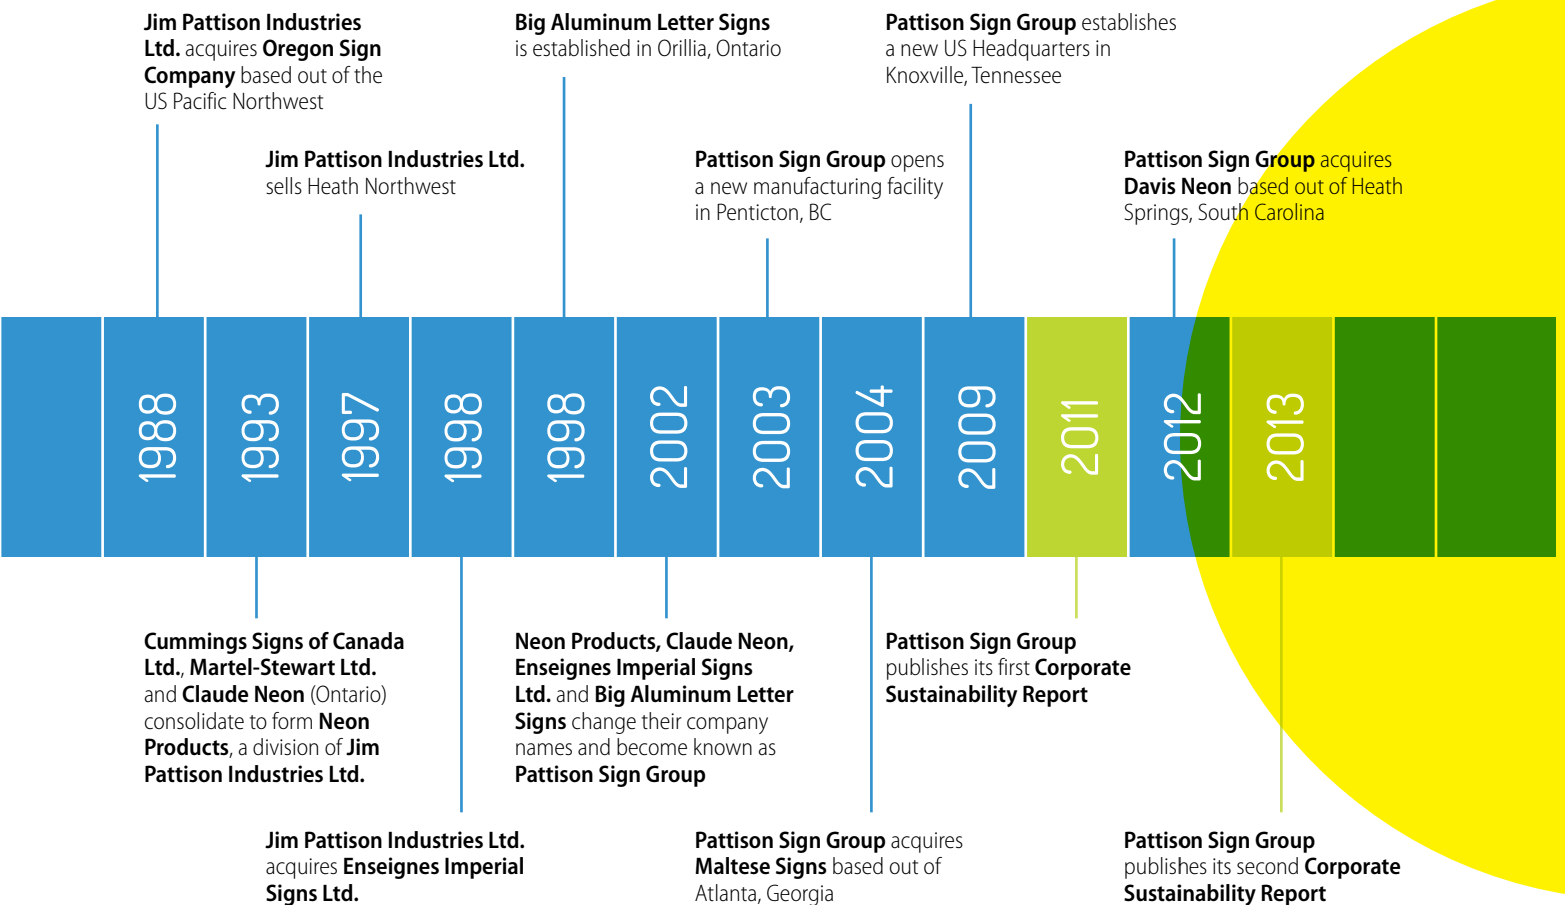 Jim Pattison Industries
Ltd. acquires Oregon Sign
Company based out of the
US Pacific Northwest
Big Aluminum Letter Signs
is established in Orillia, Ontario
Pattison Sign Group establishes
a new US Headquarters in
Knoxville, Tennessee
Jim Pattison Industries Ltd.
sells Heath Northwest
Pattison Sign Group opens
a new manufacturing facility
in Penticton, BC
Pattison Sign Group acquires
Davis Neon based out of Heath
Springs, South Carolina
1988
1993
1997
1998
1998
2002
2003
2004
2009
2011
2012
2013
Cummings Signs of Canada
Ltd., Martel-Stewart Ltd.
and Claude Neon (Ontario)
consolidate to form Neon
Products, a division of Jim
Pattison Industries Ltd.
Neon Products, Claude Neon,
Enseignes Imperial Signs
Ltd. and Big Aluminum Letter
Signs change their company
names and become known as
Pattison Sign Group
Pattison Sign Group
publishes its first Corporate
Sustainability Report
Jim Pattison Industries Ltd.
acquires Enseignes Imperial
Signs Ltd.
Pattison Sign Group acquires
Maltese Signs based out of
Atlanta, Georgia
Pattison Sign Group
publishes its second Corporate
Sustainability Report